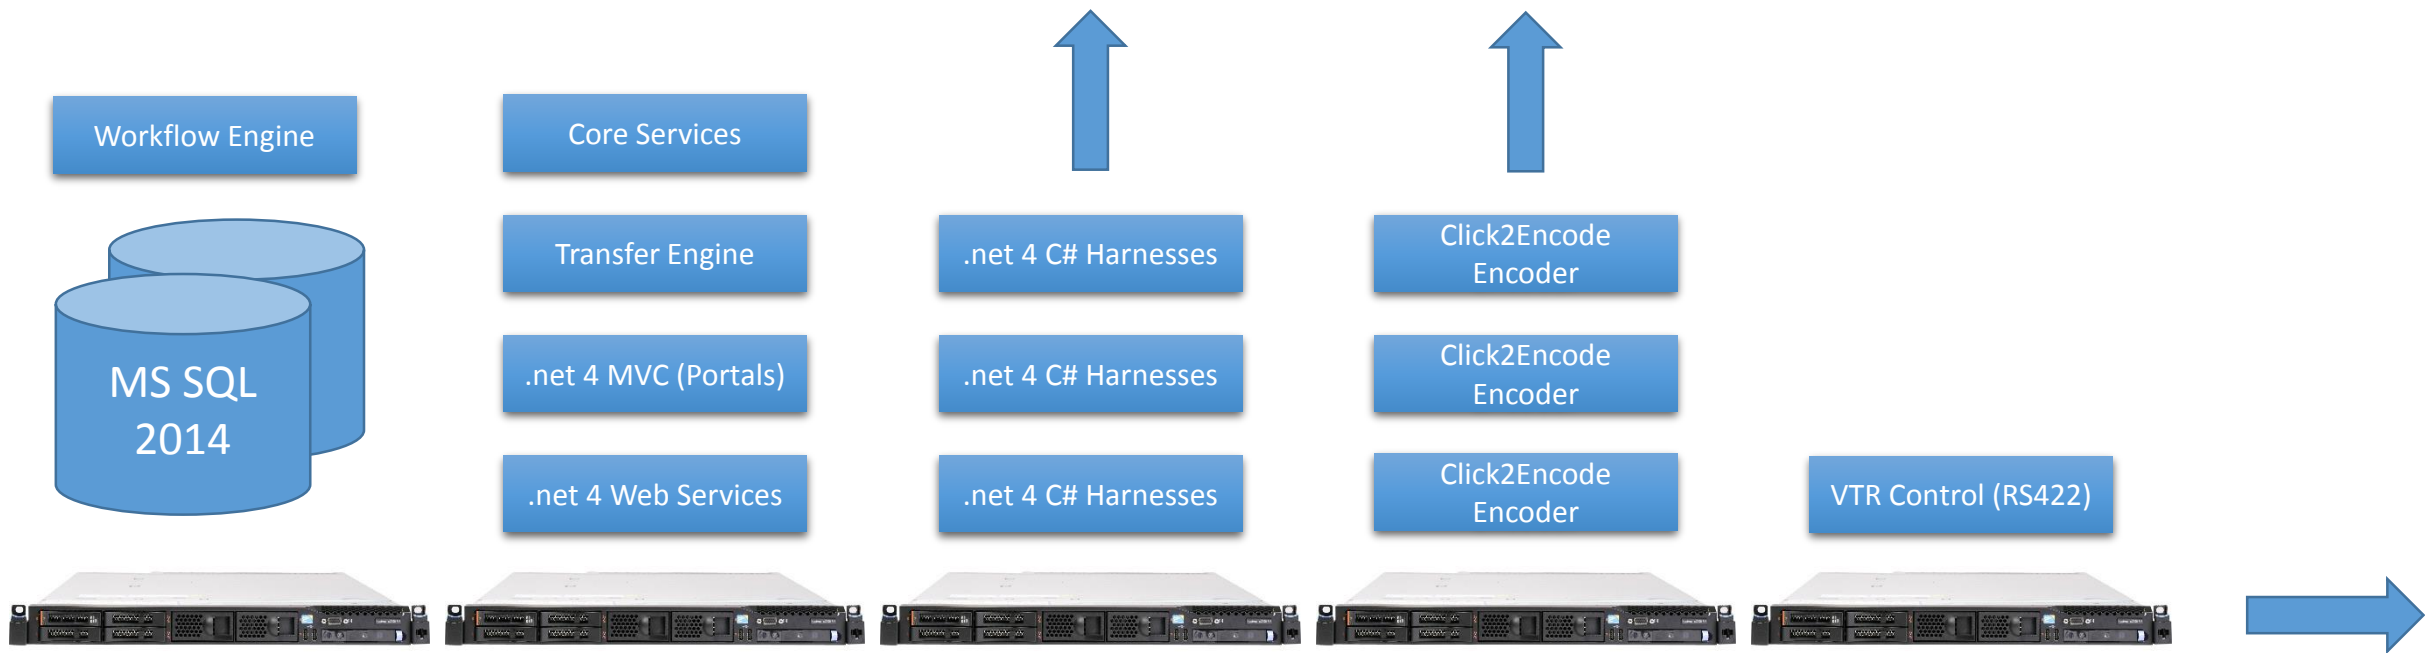 Workflow Engine
Core Services
Transfer Engine
.net 4 C# Harnesses
Click2Encode
Encoder
MS SQL
2014
.net 4 MVC (Portals)
.net 4 C# Harnesses
Click2Encode
Encoder
.net 4 Web Services
.net 4 C# Harnesses
Click2Encode
Encoder
VTR Control (RS422)